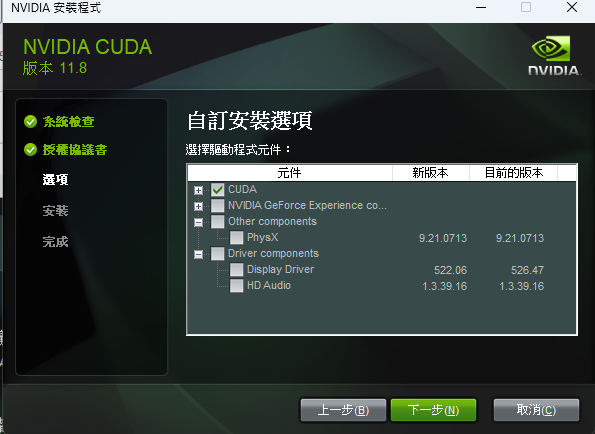 NVIDIA 安裝程式
NVIDIA CUDA
版本 11.8
NVIDIA.
系統檢查
授權協議書
選項
安裝
完成
自訂安裝選項
選擇驅動程式元件：
元件 新版本 目前的版本
CUDA
NVIDIA GeForce Experience co...
Other components
PhysX 9.21.0713 9.21.0713
Driver components
Display Driver 522.06 526.47
HD Audio 1.3.39.16 1.3.39.16
上一步(B) 下一步(N) 取消(C)